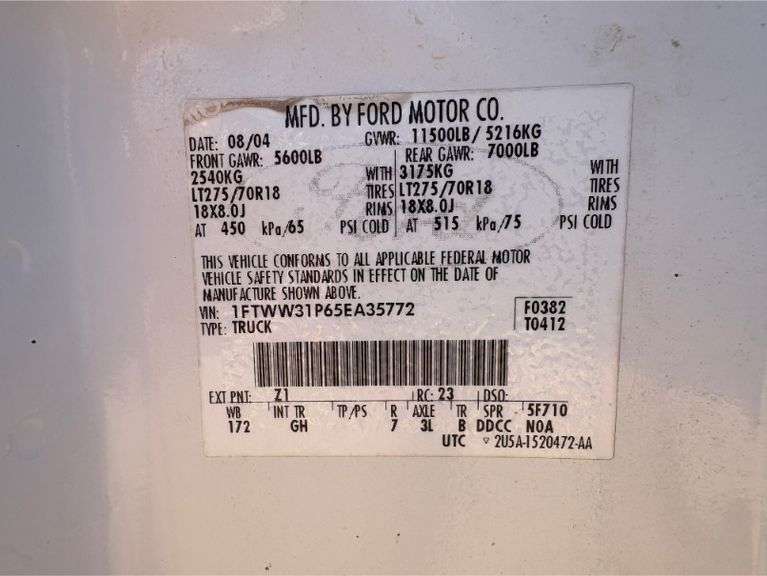 MFD. BY FORD MOTOR CO.
DATE: 08/04 GVWR: 11500LB/ 5216KG
FRONT GAWR: 5600LB REAR GAWR: 7000LB
2540KG WITH 3175KG WITH
LT275/70R18 TIRES LT275/70R18 TIRES
18X8.0J RIMS 18X8.0J RIMS
AT 450 kPa/65 PSI COLD AT 515 kPa/75 PSI COLD
THIS VEHICLE CONFORMS TO ALL APPLICABLE FEDERAL MOTOR
VEHICLE SAFETY STANDARDS IN EFFECT ON THE DATE OF
MANUFACTURE SHOWN ABOVE.
VIN: 1FTWW31P65EA35772 F0382
TYPE: TRUCK T0412
EXT PNT: Z1 RC: 23 DSO:
WB INT TR TP/PS R AXLE TR SPR 5F710
172 GH 7 3L B DDCC N0A
UTC 2U5A-1520472-AA